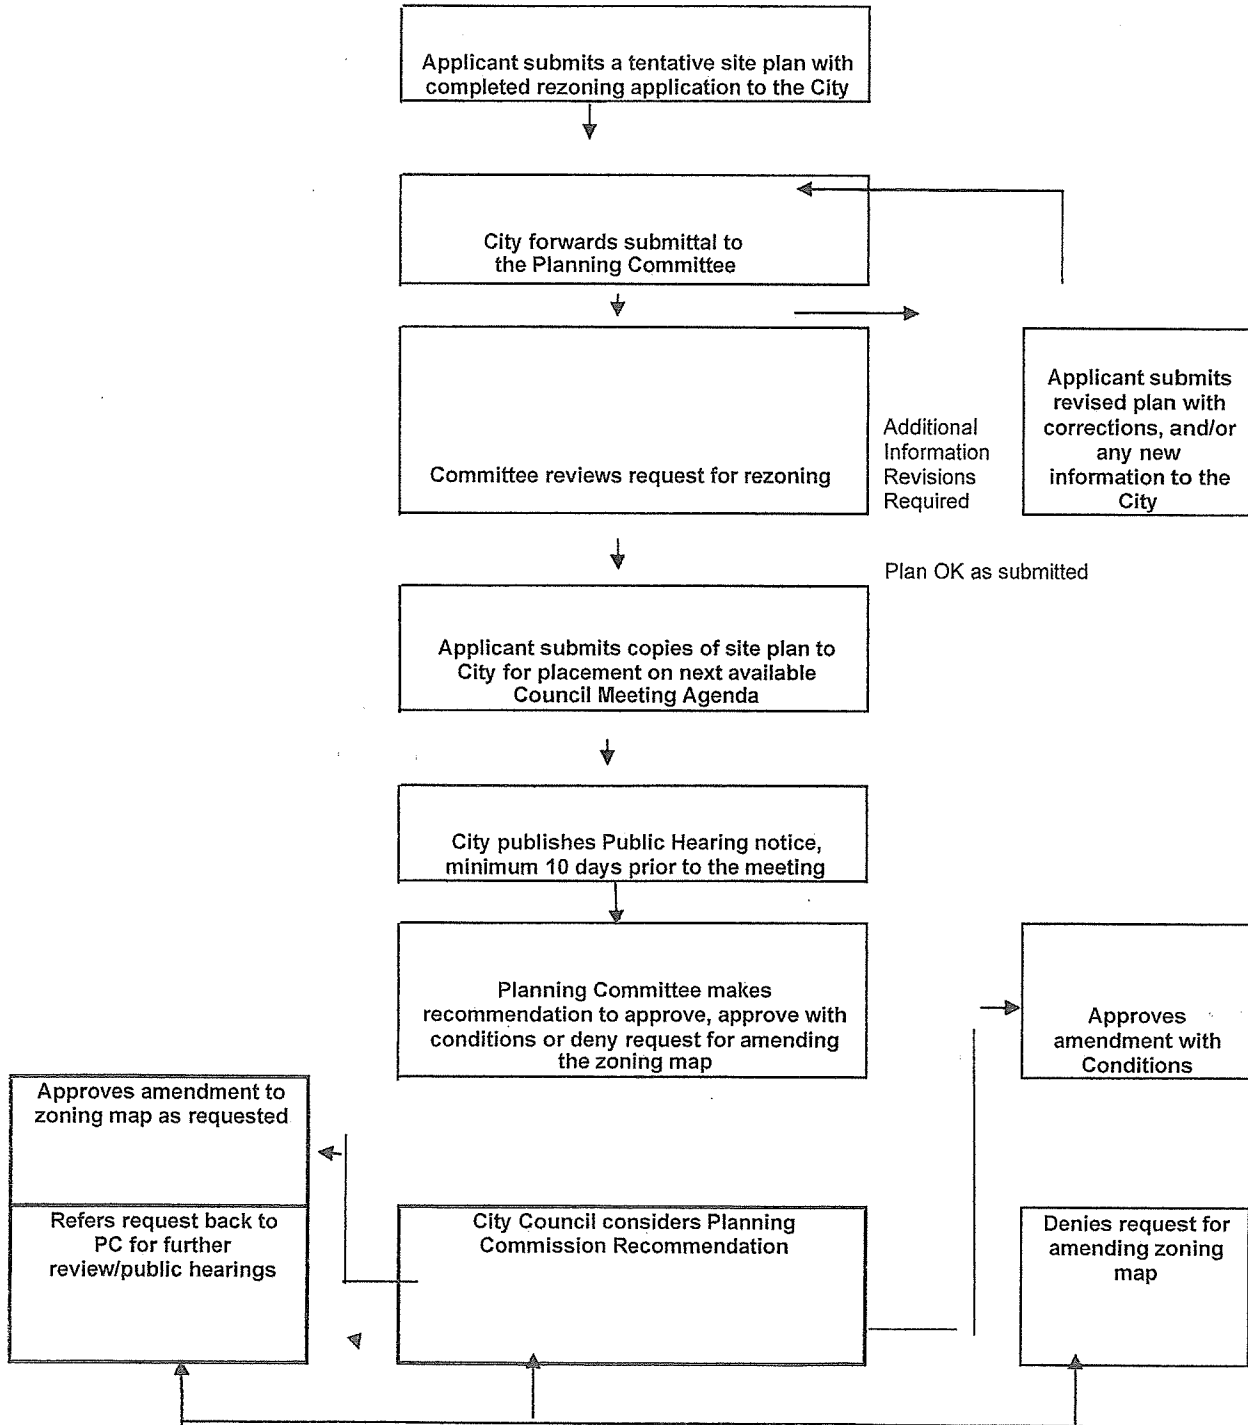 Applicant submits a tentative site plan with
completed rezoning application to the City
City forwards submittal to
the Planning Committee
Committee reviews request for rezoning
Additional
Information
Revisions
Required
Applicant submits
revised plan with
corrections, and/or
any new
information to the
City
Plan OK as submitted
Applicant submits copies of site plan to
City for placement on next available
Council Meeting Agenda
City publishes Public Hearing notice,
minimum 10 days prior to the meeting
Planning Committee makes
recommendation to approve, approve with
conditions or deny request for amending
the zoning map
Approves
amendment with
Conditions
Approves amendment to
zoning map as requested
Refers request back to
PC for further
review/public hearings
City Council considers Planning
Commission Recommendation
Denies request for
amending zoning
map